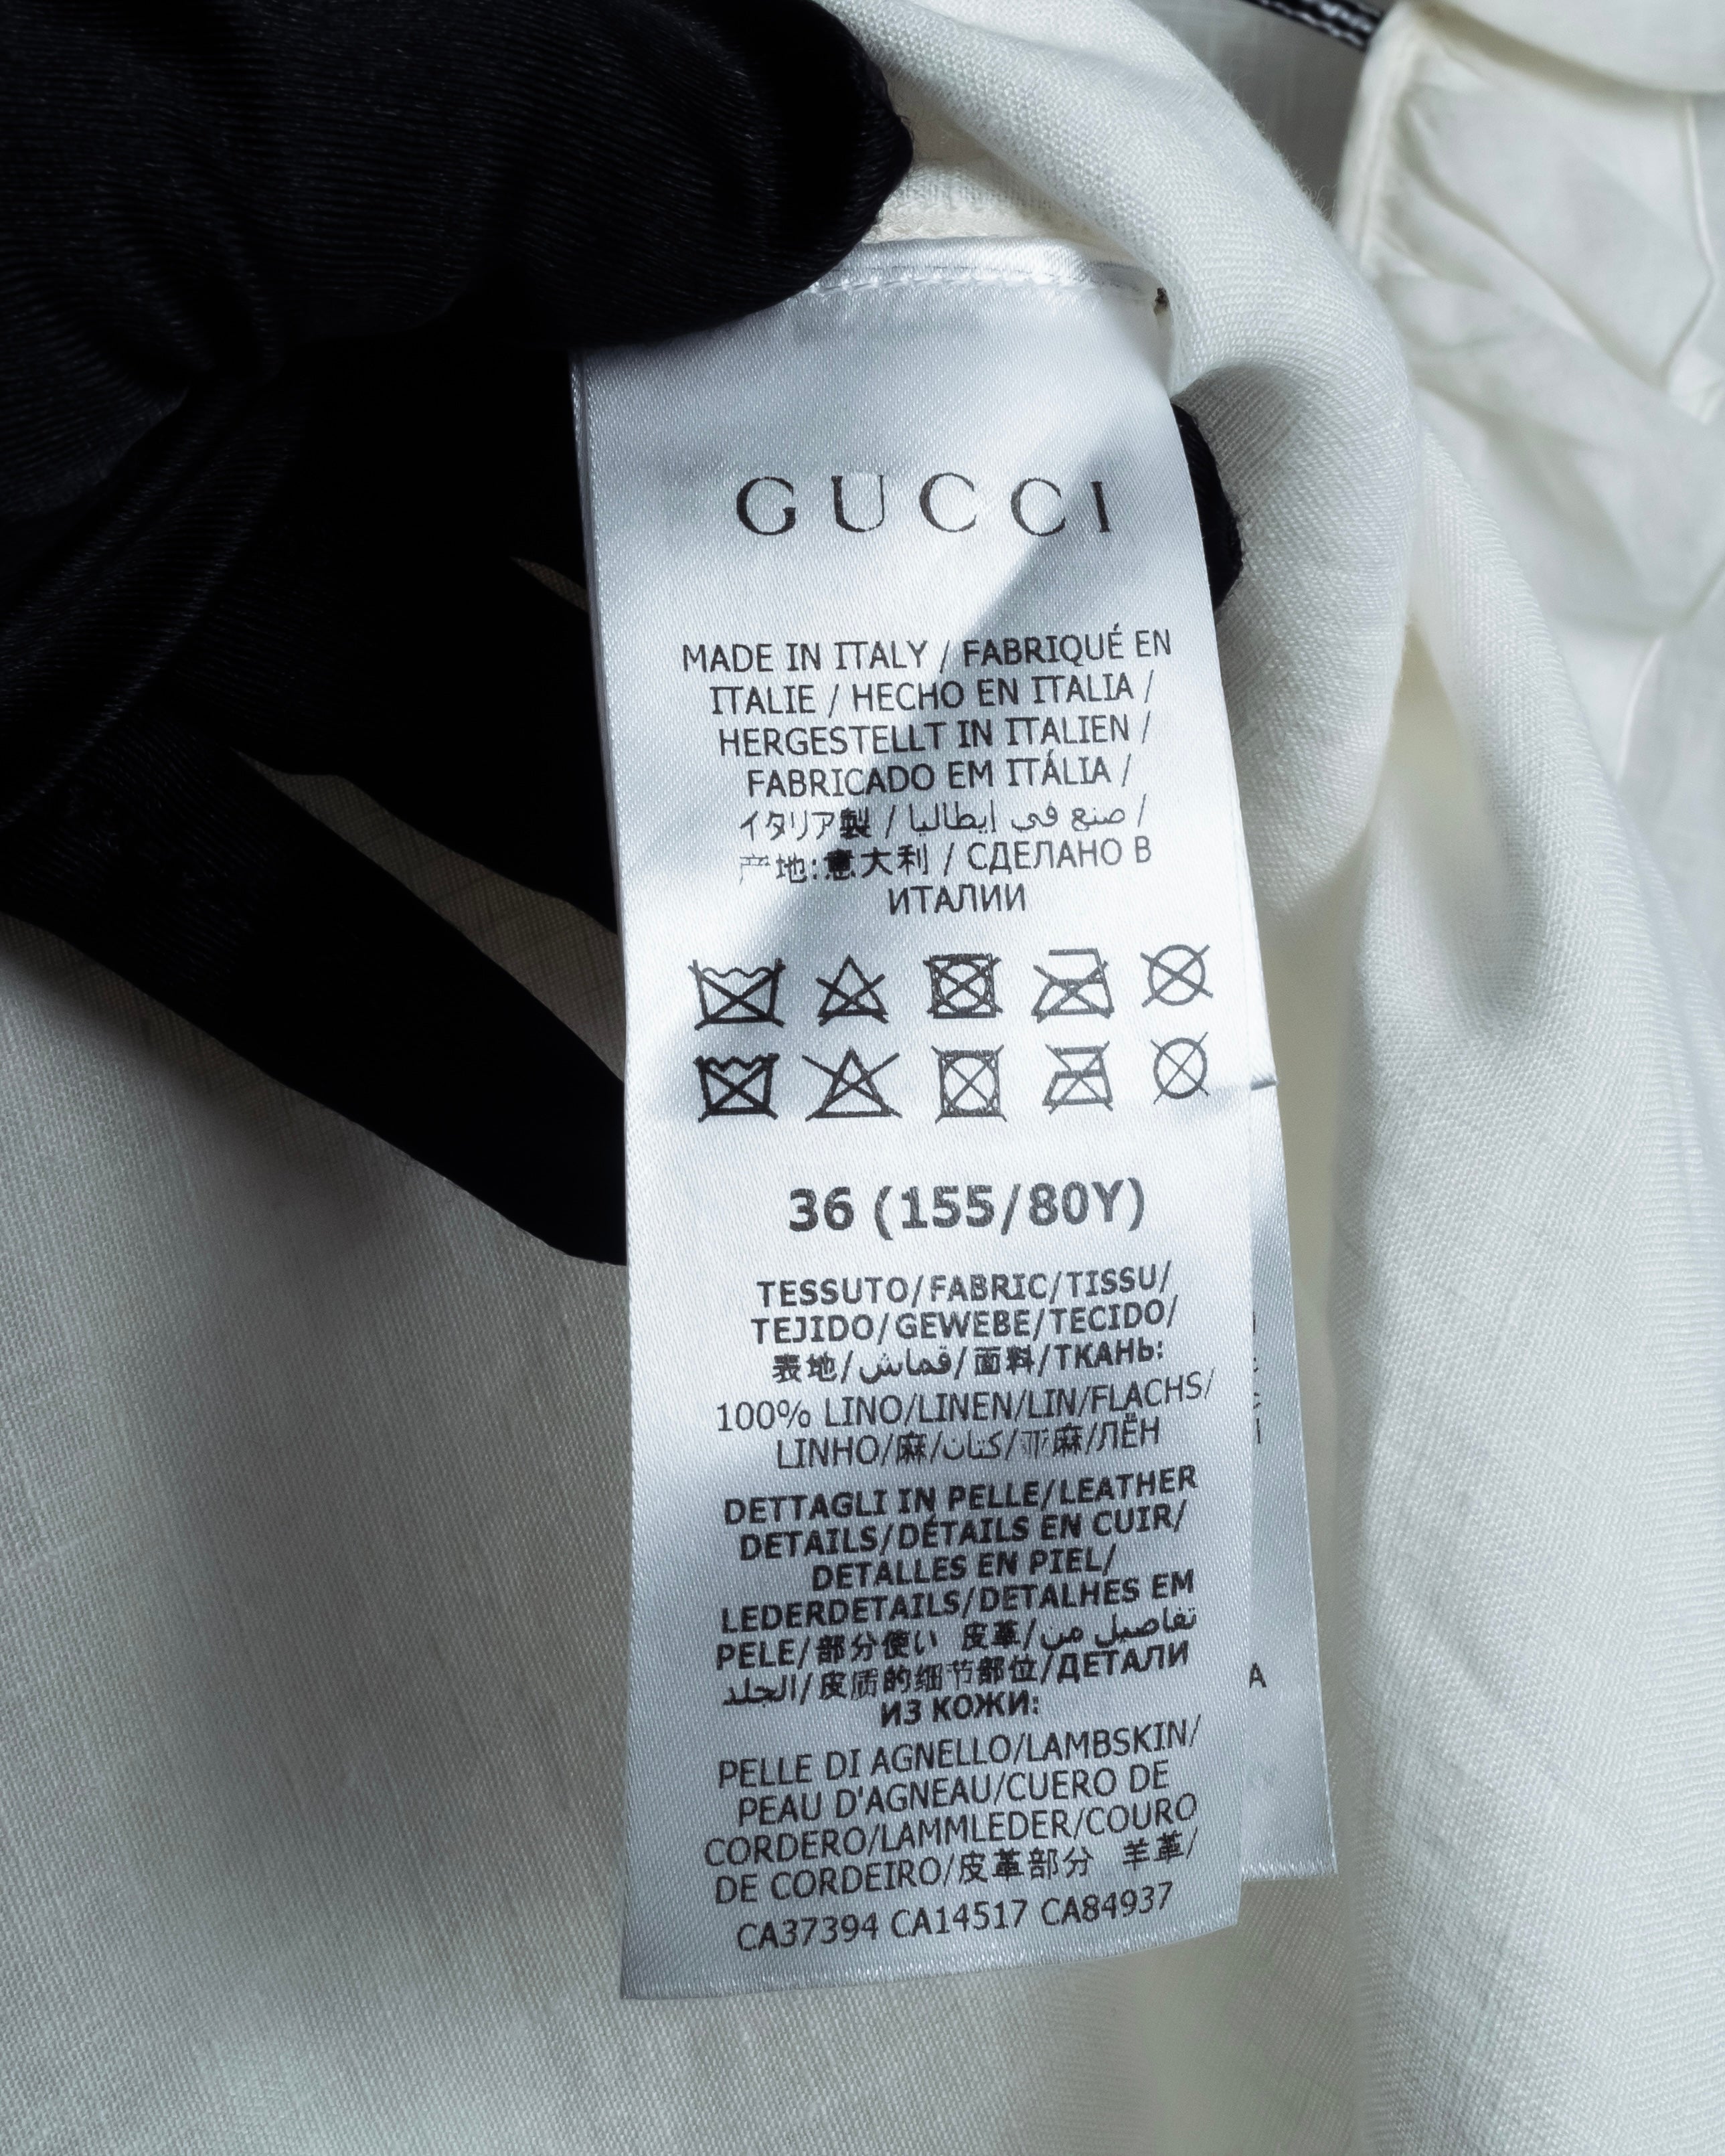 GUCCI
MADE IN ITALY / FABRIQUÉ EN
ITALIE / HECHO EN ITALIA /
HERGESTELLT IN ITALIEN /
FABRICADO EM ITÁLIA /
イタリア製 / صنع في إيطاليا /
产地:意大利 / СДЕЛАНО В
ИТАЛИИ
36 (155/80Y)
TESSUTO/FABRIC/TISSU/
TEJIDO/GEWEBE/TECIDO/
表地/قماش/面料/ТКАНЬ:
100% LINO/LINEN/LIN/FLACHS/
LINHO/麻/كتان/亚麻/ЛЁН
DETTAGLI IN PELLE/LEATHER
DETAILS/DÉTAILS EN CUIR/
DETALLES EN PIEL/
LEDERDETAILS/DETALHES EM
PELE/部分使い 皮革/تفاصيل من
الجلد/皮质的细节部位/ДЕТАЛИ
ИЗ КОЖИ:
PELLE DI AGNELLO/LAMBSKIN/
PEAU D'AGNEAU/CUERO DE
CORDERO/LAMMLEDER/COURO
DE CORDEIRO/皮革部分 羊革/
CA37394 CA14517 CA84937